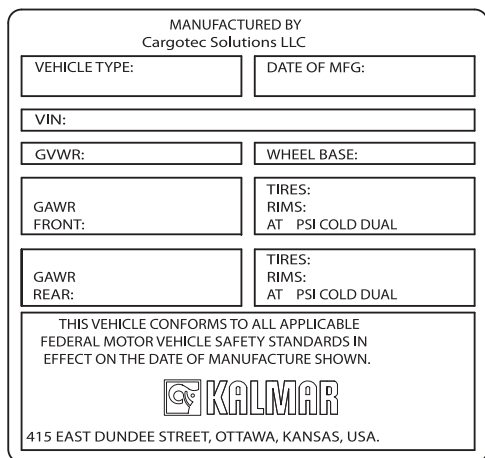 MANUFACTURED BY
Cargotec Solutions LLC
VEHICLE TYPE:
DATE OF MFG:
VIN:
GVWR:
WHEEL BASE:
GAWR
FRONT:
TIRES:
RIMS:
AT PSI COLD DUAL
GAWR
REAR:
TIRES:
RIMS:
AT PSI COLD DUAL
THIS VEHICLE CONFORMS TO ALL APPLICABLE
FEDERAL MOTOR VEHICLE SAFETY STANDARDS IN
EFFECT ON THE DATE OF MANUFACTURE SHOWN.
KALMAR
415 EAST DUNDEE STREET, OTTAWA, KANSAS, USA.